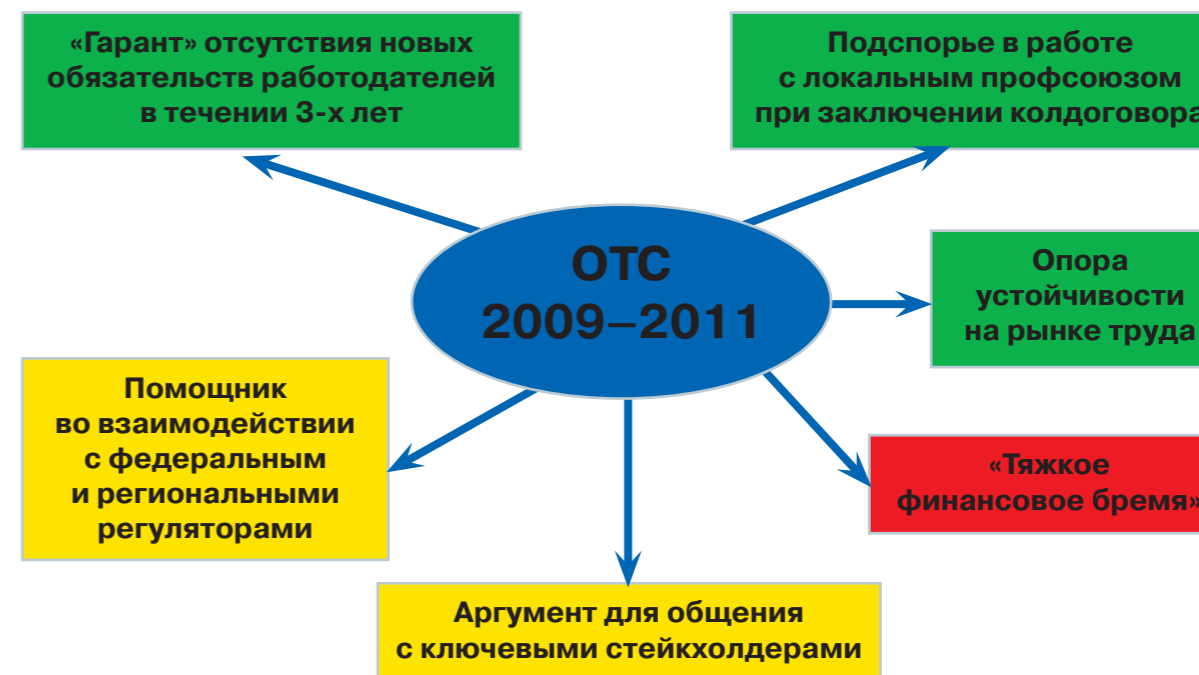 «Гарант» отсутствия новых
обязательств работодателей
в течении 3-х лет
Подспорье в работе
с локальным профсоюзом
при заключении колдоговора
ОТС
2009–2011
Опора
устойчивости
на рынке труда
Помощник
во взаимодействии
с федеральным
и региональными
регуляторами
«Тяжкое
финансовое бремя»
Аргумент для общения
с ключевыми стейкхолдерами